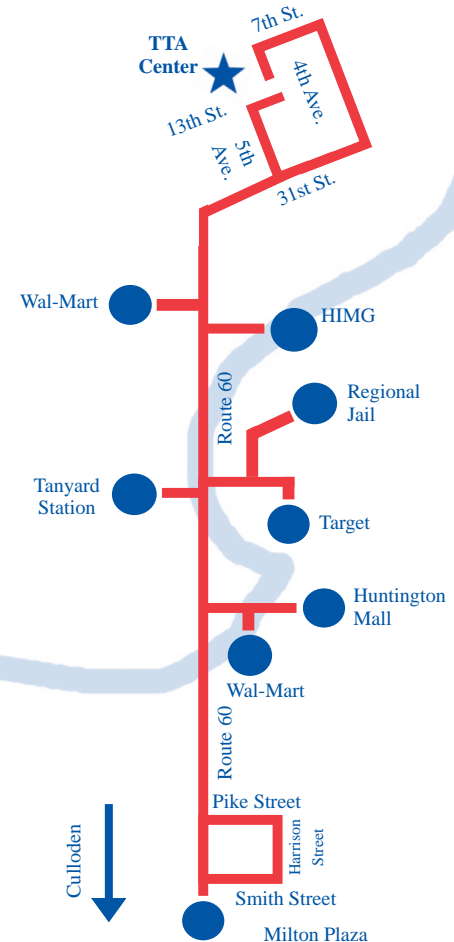 7th St.
TTA
Center
4th Ave.
13th St.
5th
Ave.
31st St.
Wal-Mart
HIMG
Route 60
Regional
Jail
Tanyard
Station
Target
Huntington
Mall
Wal-Mart
Route 60
Pike Street
Harrison
Street
Culloden
Smith Street
Milton Plaza